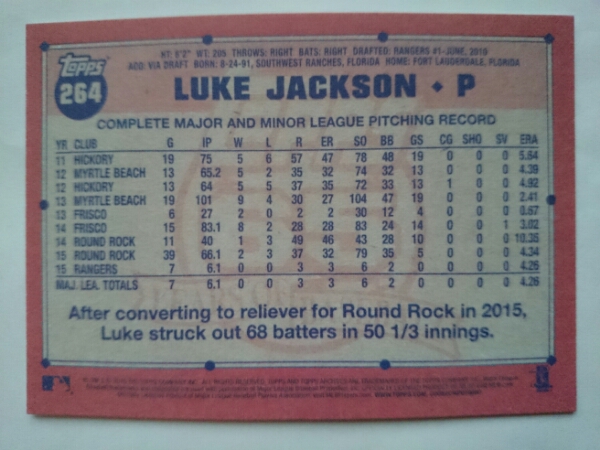 Topps
264
HT: 6'2" WT: 205 THROWS: RIGHT BATS: RIGHT DRAFTED: RANGERS #1-JUNE, 2010
ACQ: VIA DRAFT BORN: 8-24-91, SOUTHWEST RANCHES, FLORIDA HOME: FORT LAUDERDALE, FLORIDA
LUKE JACKSON • P
COMPLETE MAJOR AND MINOR LEAGUE PITCHING RECORD
YR CLUB G IP W L R ER SO BB GS CG SHO SV ERA
11 HICKORY 19 75 5 6 57 47 78 48 19 0 0 0 5.64
12 MYRTLE BEACH 13 65.2 5 2 35 32 74 32 13 0 0 0 4.39
12 HICKORY 13 64 5 5 37 35 72 33 13 1 0 0 4.92
13 MYRTLE BEACH 19 101 9 4 30 27 104 47 19 0 0 0 2.41
13 FRISCO 6 27 2 0 2 2 30 12 4 0 0 0 0.67
14 FRISCO 15 83.1 8 2 28 28 83 24 14 0 0 1 3.02
14 ROUND ROCK 11 40 1 3 49 46 43 28 10 0 0 0 10.35
15 ROUND ROCK 39 66.1 2 3 37 32 79 35 5 0 0 0 4.34
15 RANGERS 7 6.1 0 0 3 3 6 2 0 0 0 0 4.26
MAJ. LEA. TOTALS 7 6.1 0 0 3 3 6 2 0 0 0 0 4.26
After converting to reliever for Round Rock in 2015,
Luke struck out 68 batters in 50 1/3 innings.